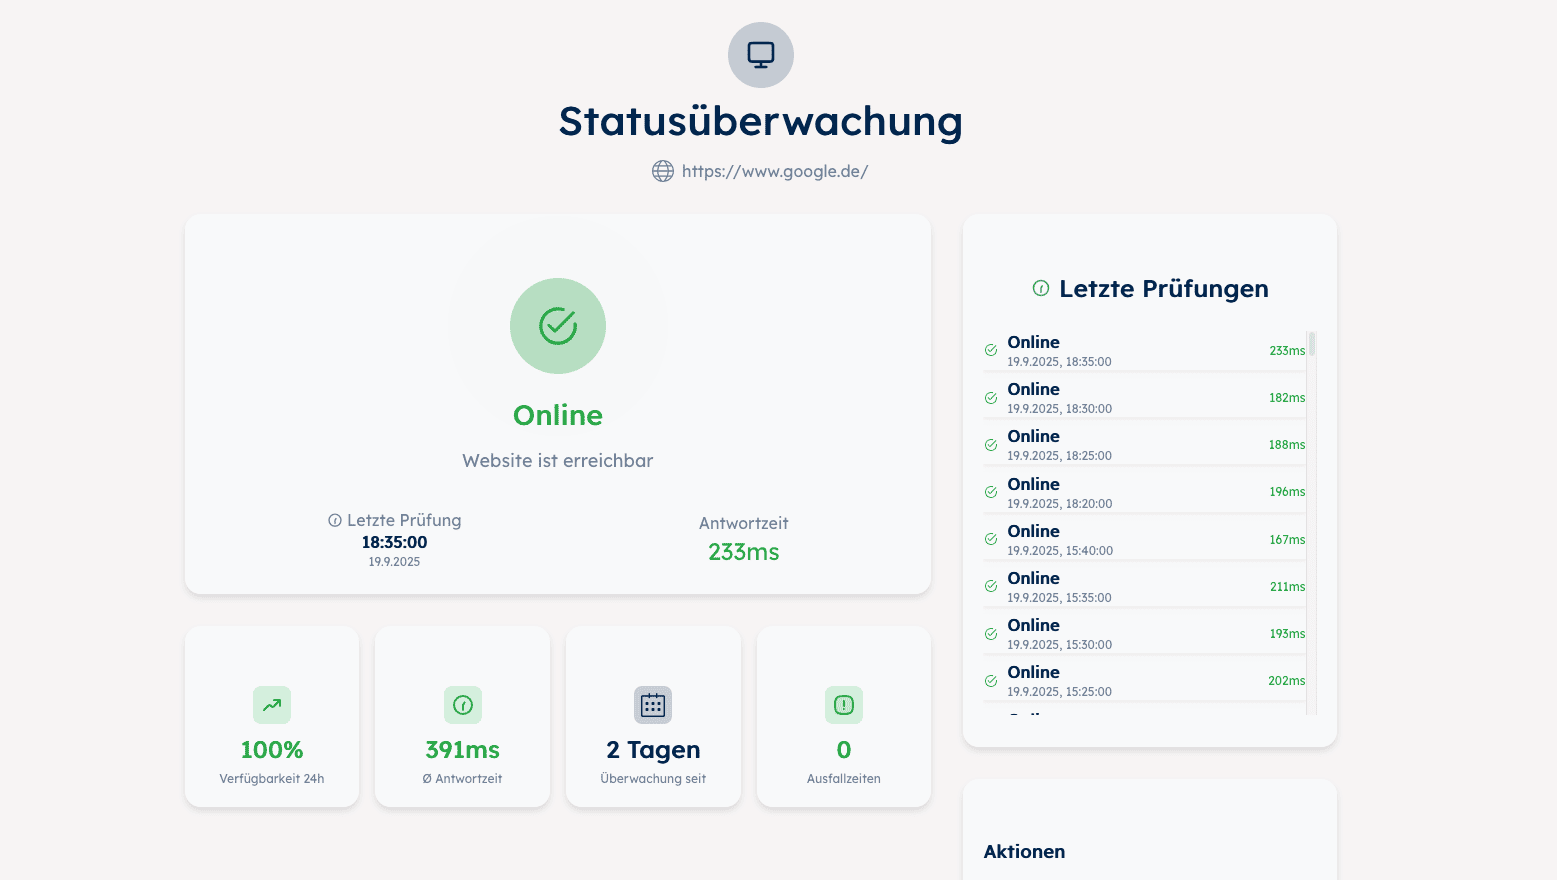 Statusüberwachung
https://www.google.de/
Online
Website ist erreichbar
Letzte Prüfung
18:35:00
19.9.2025
Antwortzeit
233ms
100%
Verfügbarkeit 24h
391ms
Ø Antwortzeit
2 Tagen
Überwachung seit
0
Ausfallzeiten
Letzte Prüfungen
Online
19.9.2025, 18:35:00
233ms
Online
19.9.2025, 18:30:00
182ms
Online
19.9.2025, 18:25:00
188ms
Online
19.9.2025, 18:20:00
196ms
Online
19.9.2025, 15:40:00
167ms
Online
19.9.2025, 15:35:00
211ms
Online
19.9.2025, 15:30:00
193ms
Online
19.9.2025, 15:25:00
202ms
Aktionen